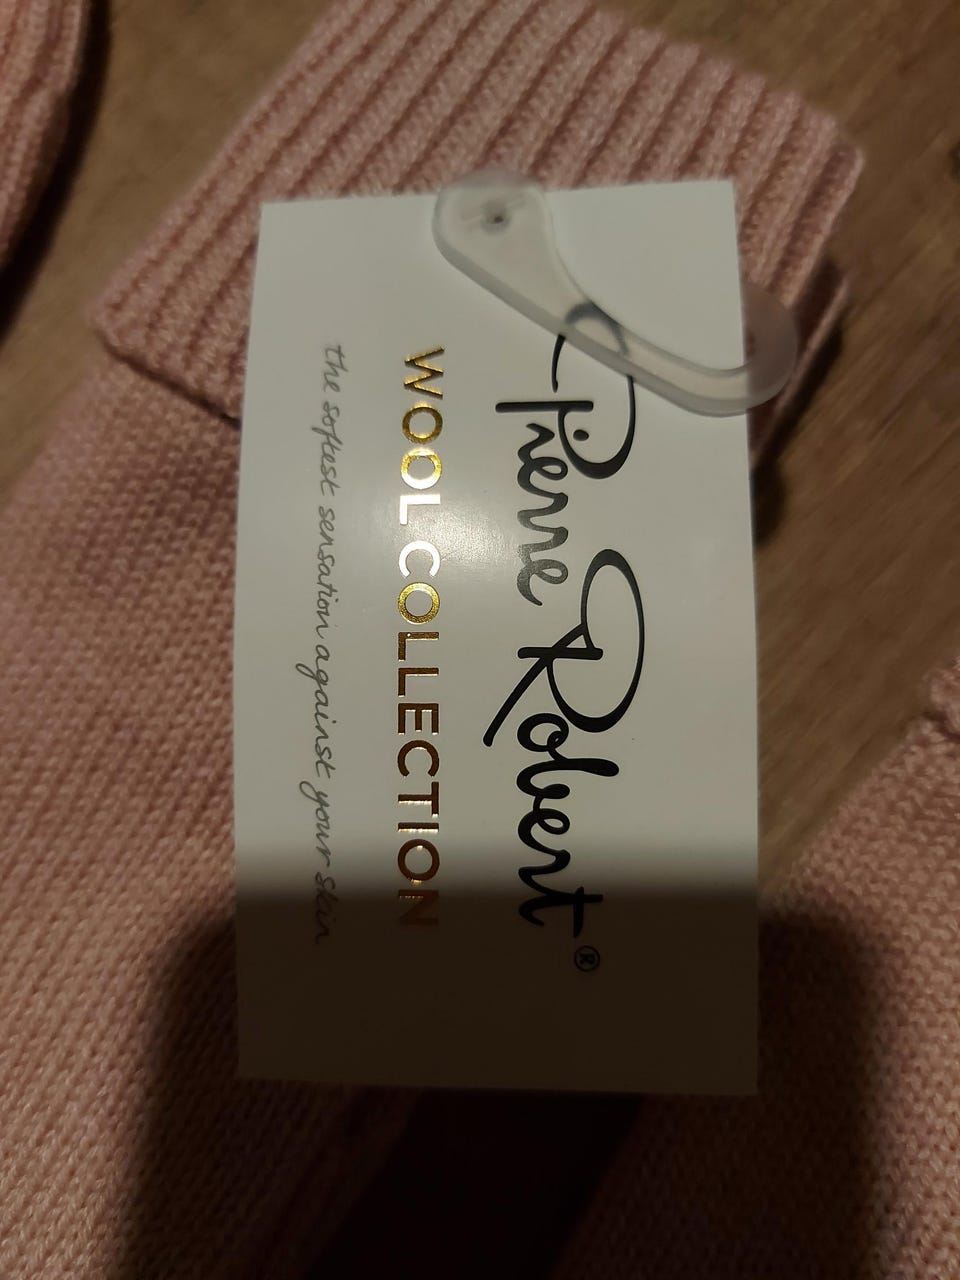 Pierre Robert®
WOOL COLLECTION
the softest sensation against your skin